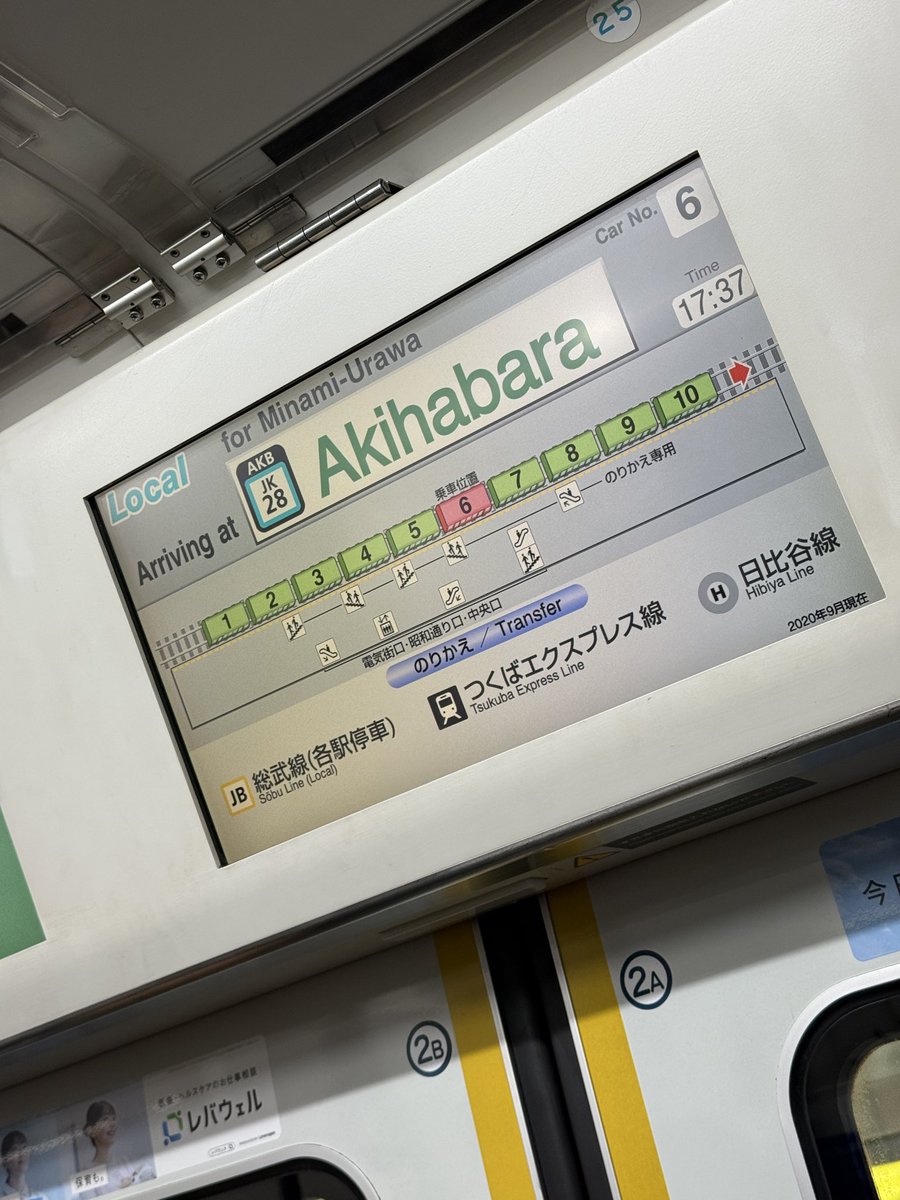 25
Car No. 6
Time
17:37
Local for Minami-Urawa
Arriving at
AKB
JK
28
Akihabara
乗車位置
1 2 3 4 5 6 7 8 9 10
のりかえ専用
電気街口・昭和通り口・中央口
のりかえ / Transfer
JB 総武線(各駅停車)
Sōbu Line (Local)
つくばエクスプレス線
Tsukuba Express Line
H 日比谷線
Hibiya Line
2020年9月現在
2B
2A
レバウェル
保育も。
今